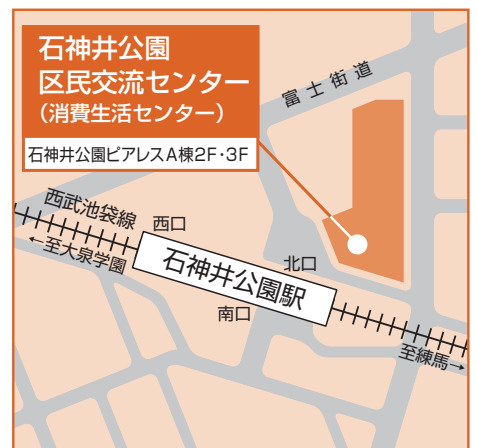 石神井公園
区民交流センター
（消費生活センター）
石神井公園ピアレスA棟2F･3F
富士街道
西武池袋線
西口
←至大泉学園
石神井公園駅
北口
南口
至練馬→